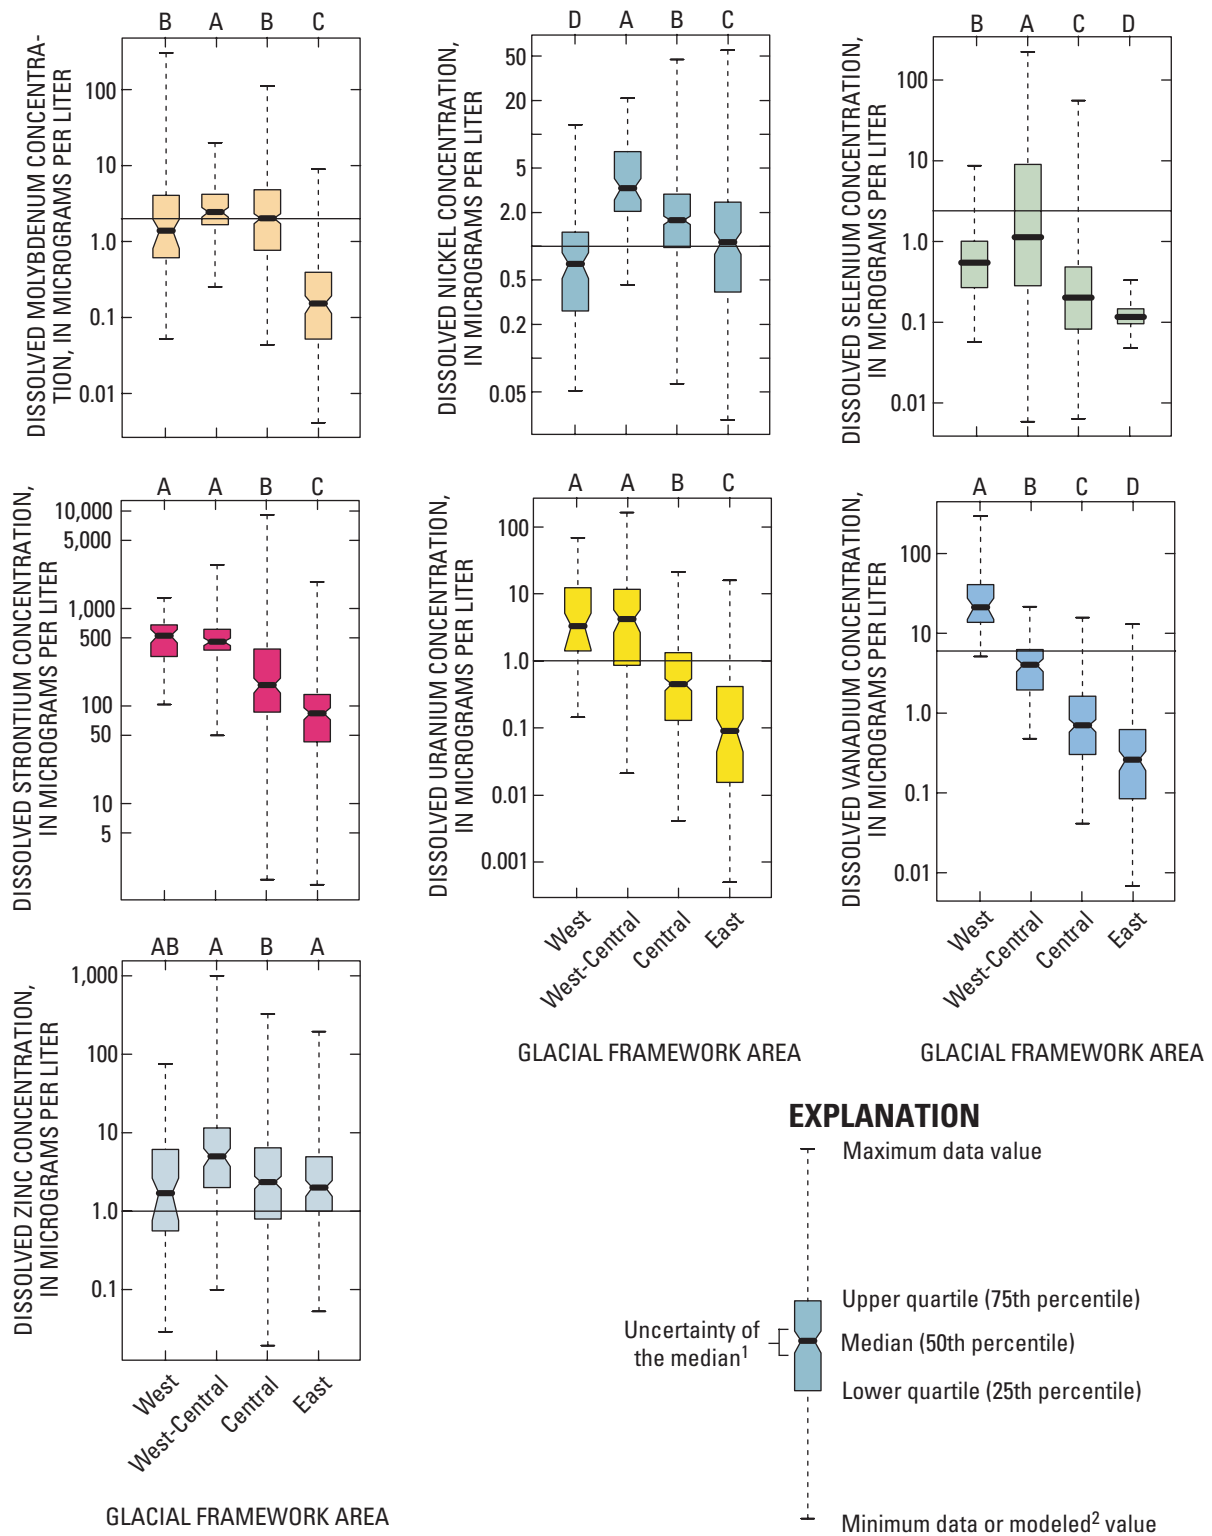 B A B C
DISSOLVED MOLYBDENUM CONCENTRA-
TION, IN MICROGRAMS PER LITER
100
10
1.0
0.1
0.01
D A B C
DISSOLVED NICKEL CONCENTRATION,
IN MICROGRAMS PER LITER
50
20
5
2.0
0.5
0.2
0.05
B A C D
DISSOLVED SELENIUM CONCENTRATION,
IN MICROGRAMS PER LITER
100
10
1.0
0.1
0.01
A A B C
DISSOLVED STRONTIUM CONCENTRATION,
IN MICROGRAMS PER LITER
10,000
5,000
1,000
500
100
50
10
5
A A B C
DISSOLVED URANIUM CONCENTRATION,
IN MICROGRAMS PER LITER
100
10
1.0
0.1
0.01
0.001
West
West-Central
Central
East
GLACIAL FRAMEWORK AREA
A B C D
DISSOLVED VANADIUM CONCENTRATION,
IN MICROGRAMS PER LITER
100
10
1.0
0.1
0.01
West
West-Central
Central
East
GLACIAL FRAMEWORK AREA
AB A B A
DISSOLVED ZINC CONCENTRATION,
IN MICROGRAMS PER LITER
1,000
100
10
1.0
0.1
West
West-Central
Central
East
GLACIAL FRAMEWORK AREA
EXPLANATION
Maximum data value
Upper quartile (75th percentile)
Uncertainty of
the median1
Median (50th percentile)
Lower quartile (25th percentile)
Minimum data or modeled2 value